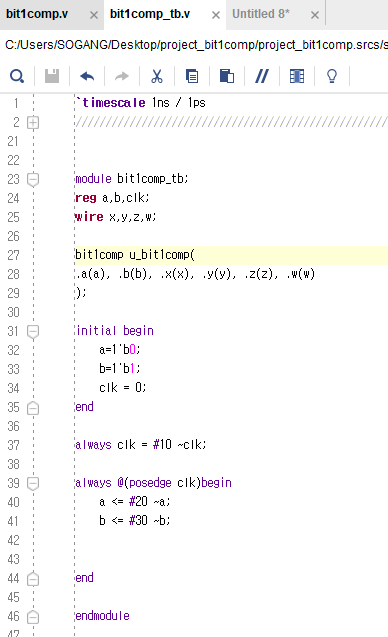 bit1comp.v × bit1comp_tb.v × Untitled 8* ×
C:/Users/SOGANG/Desktop/project_bit1comp/project_bit1comp.srcs/s
1 `timescale 1ns / 1ps
2 //////////////////////////////////////////////////
21
22
23 module bit1comp_tb;
24 reg a,b,clk;
25 wire x,y,z,w;
26
27 bit1comp u_bit1comp(
28 .a(a), .b(b), .x(x), .y(y), .z(z), .w(w)
29 );
30
31 initial begin
32 a=1'b0;
33 b=1'b1;
34 clk = 0;
35 end
36
37 always clk = #10 ~clk;
38
39 always @(posedge clk)begin
40 a <= #20 ~a;
41 b <= #30 ~b;
42
43
44 end
45
46 endmodule
47